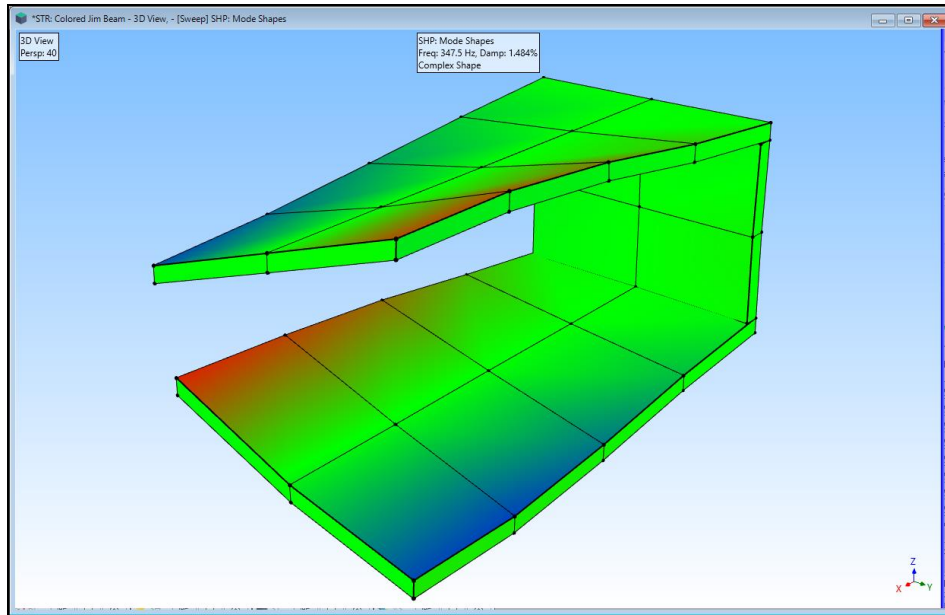 *STR: Colored Jim Beam - 3D View, - [Sweep] SHP: Mode Shapes
3D View
Persp: 40
SHP: Mode Shapes
Freq: 347.5 Hz, Damp: 1.484%
Complex Shape
Z
X
Y